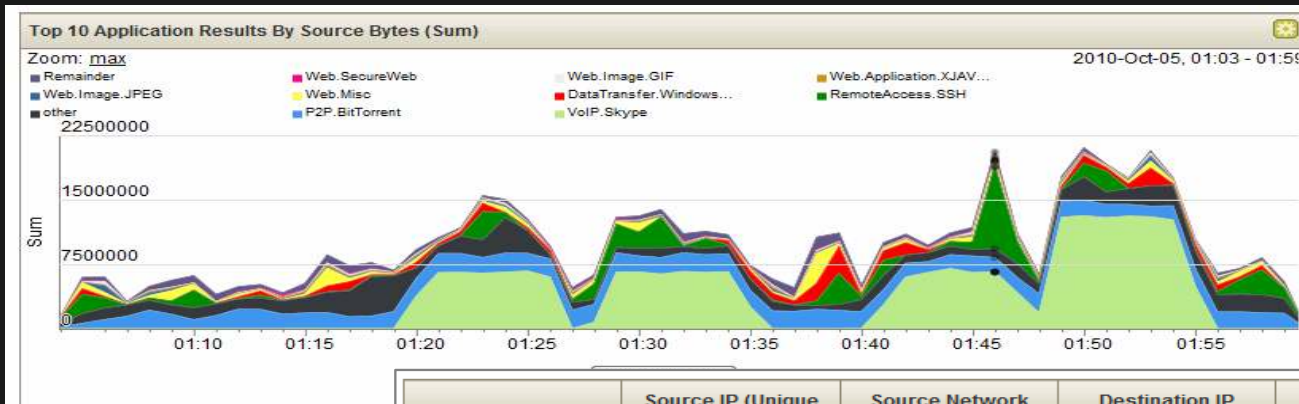 Top 10 Application Results By Source Bytes (Sum)
Zoom: max 2010-Oct-05, 01:03 - 01:59
Remainder Web.SecureWeb Web.Image.GIF Web.Application.XJAV...
Web.Image.JPEG Web.Misc DataTransfer.Windows... RemoteAccess.SSH
other P2P.BitTorrent VoIP.Skype
22500000
15000000
7500000
0
Sum
01:10 01:15 01:20 01:25 01:30 01:35 01:40 01:45 01:50 01:55
Source IP (Unique Source Network Destination IP